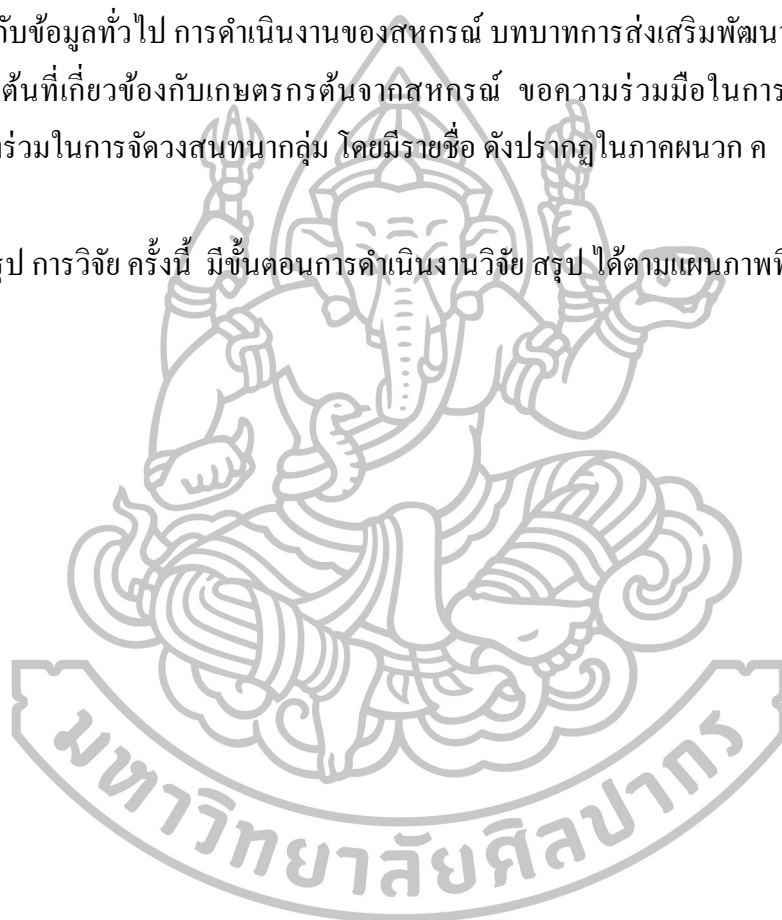 กับข้อมูลทั่วไป การดำเนินงานของสหกรณ์ บทบาทการส่งเสริมพัฒนา
ต้นที่เกี่ยวข้องกับเกษตรกรต้นจากสหกรณ์ ขอความร่วมมือในการ
ร่วมในการจัดวงสนทนากลุ่ม โดยมีรายชื่อ ดังปรากฏในภาคผนวก ค
รุป การวิจัย ครั้งนี้ มีขั้นตอนการดำเนินงานวิจัย สรุป ได้ตามแผนภาพที่
มหาวิทยาลัยศิลปากร